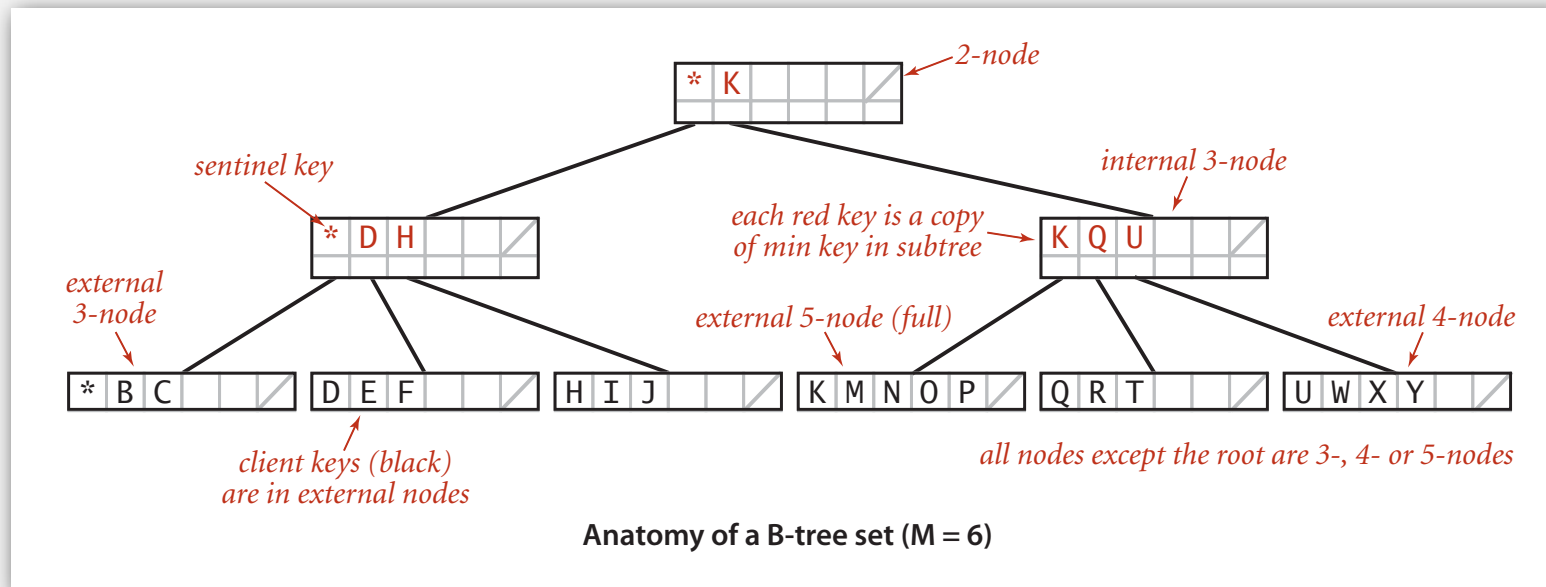 2-node
* K
sentinel key
internal 3-node
each red key is a copy
of min key in subtree
* D H
K Q U
external
3-node
external 5-node (full)
external 4-node
* B C
D E F
H I J
K M N O P
Q R T
U W X Y
client keys (black)
are in external nodes
all nodes except the root are 3-, 4- or 5-nodes
Anatomy of a B-tree set (M = 6)